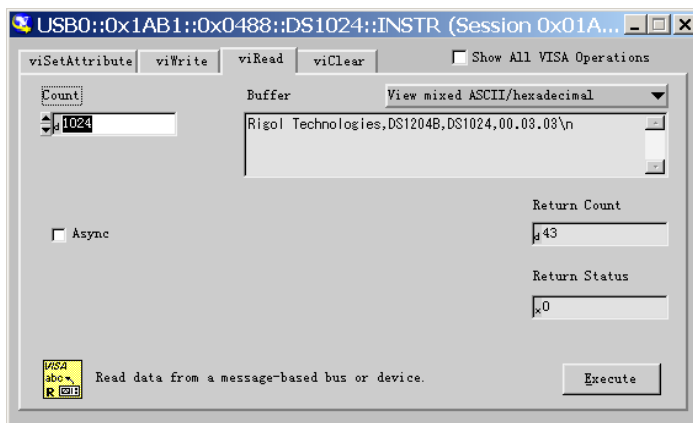 USB0::0x1AB1::0x0488::DS1024::INSTR (Session 0x01A...
viSetAttribute viWrite viRead viClear Show All VISA Operations
Count Buffer View mixed ASCII/hexadecimal
d 1024 Rigol Technologies,DS1204B,DS1024,00.03.03\n
Return Count
Async d 43
Return Status
x 0
VISA
abc
R
Read data from a message-based bus or device. Execute